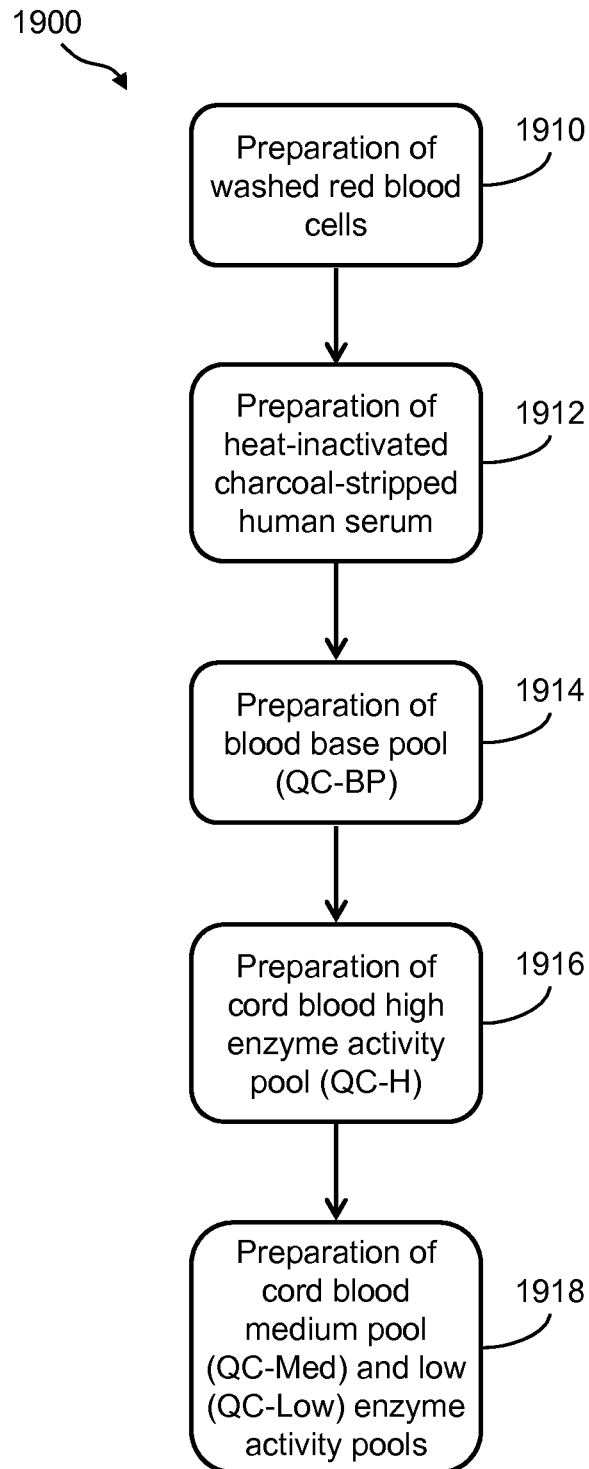 1900
1910
Preparation of
washed red blood
cells
1912
Preparation of
heat-inactivated
charcoal-stripped
human serum
1914
Preparation of
blood base pool
(QC-BP)
1916
Preparation of
cord blood high
enzyme activity
pool (QC-H)
1918
Preparation of
cord blood
medium pool
(QC-Med) and low
(QC-Low) enzyme
activity pools